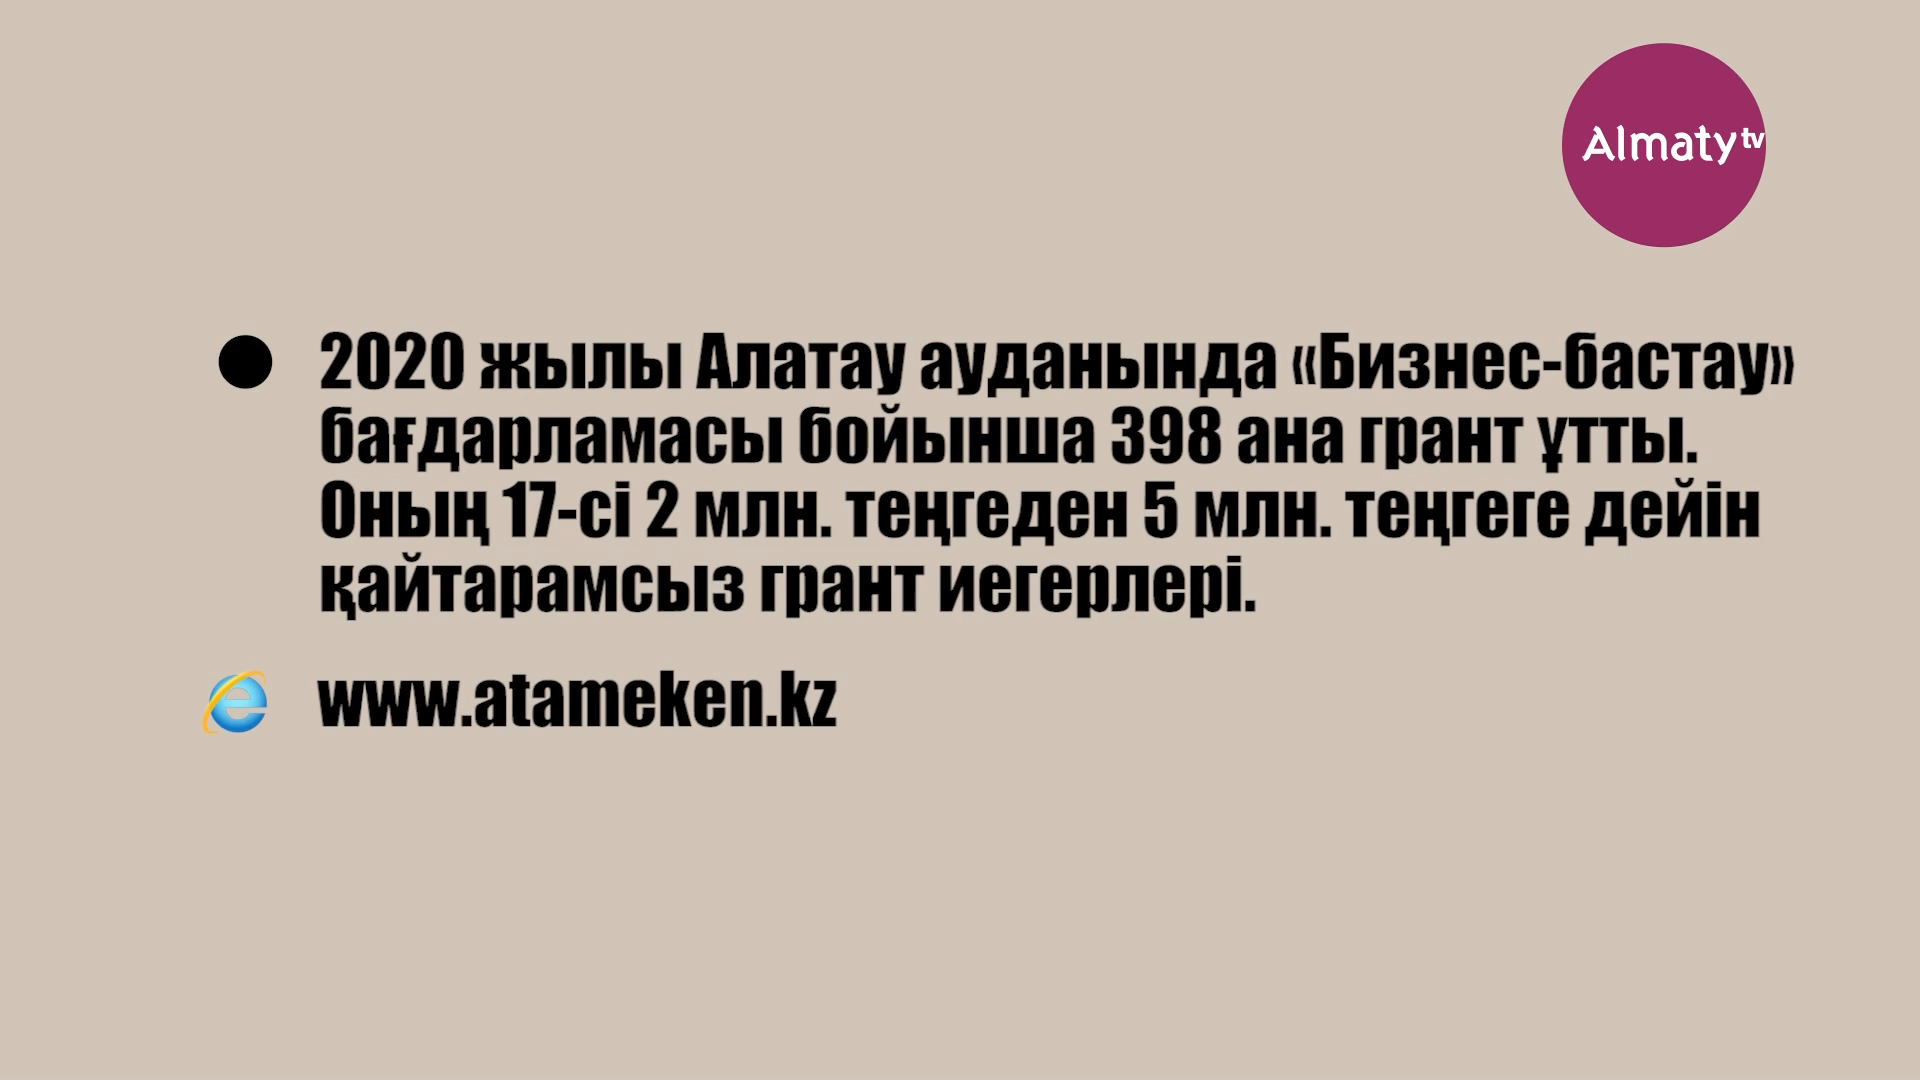 Almaty tv
2020 жылы Алатау ауданында «Бизнес-бастау»
бағдарламасы бойынша 398 ана грант ұтты.
Оның 17-сі 2 млн. теңгеден 5 млн. теңгеге дейін
қайтарамсыз грант иегерлері.
www.atameken.kz